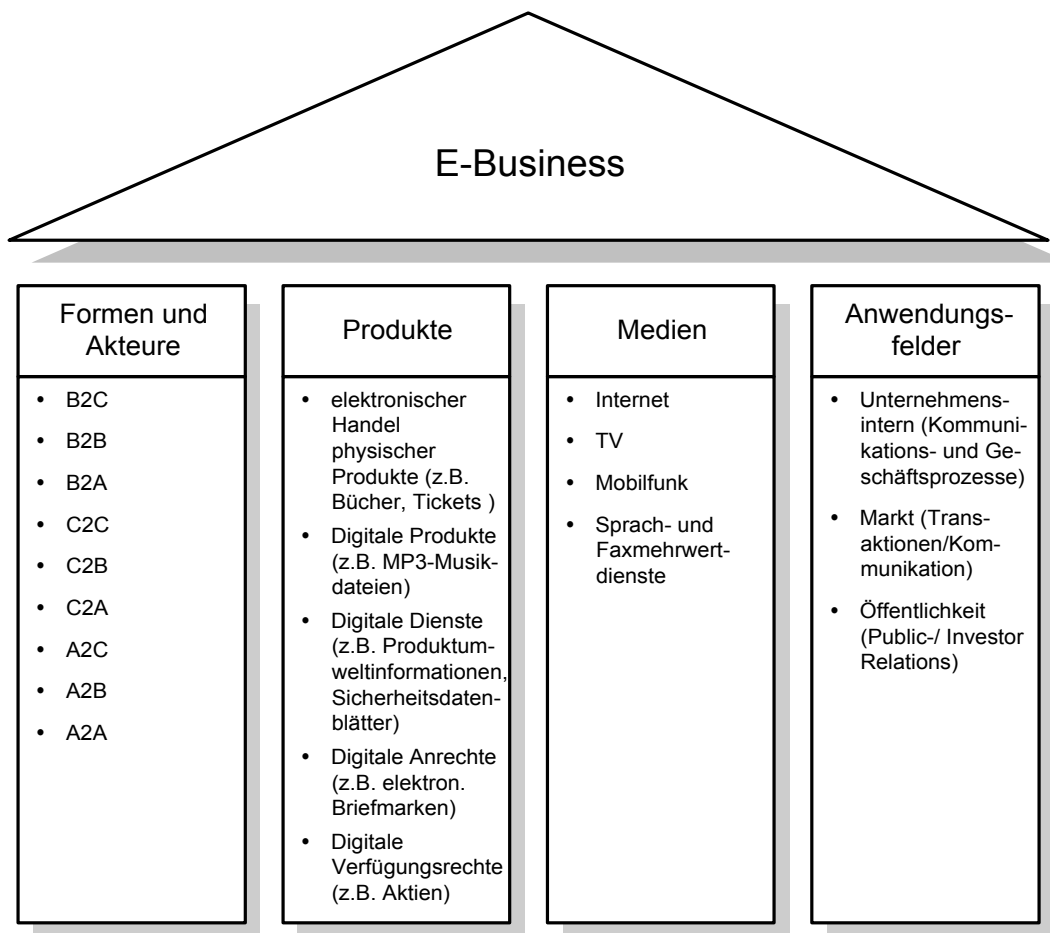 E-Business
Formen und
Akteure
• B2C
• B2B
• B2A
• C2C
• C2B
• C2A
• A2C
• A2B
• A2A
Produkte
• elektronischer
Handel
physischer
Produkte (z.B.
Bücher, Tickets )
• Digitale Produkte
(z.B. MP3-Musik-
dateien)
• Digitale Dienste
(z.B. Produktum-
weltinformationen,
Sicherheitsdaten-
blätter)
• Digitale Anrechte
(z.B. elektron.
Briefmarken)
• Digitale
Verfügungsrechte
(z.B. Aktien)
Medien
• Internet
• TV
• Mobilfunk
• Sprach- und
Faxmehrwert-
dienste
Anwendungs-
felder
• Unternehmens-
intern (Kommuni-
kations- und Ge-
schäftsprozesse)
• Markt (Trans-
aktionen/Kom-
munikation)
• Öffentlichkeit
(Public-/ Investor
Relations)